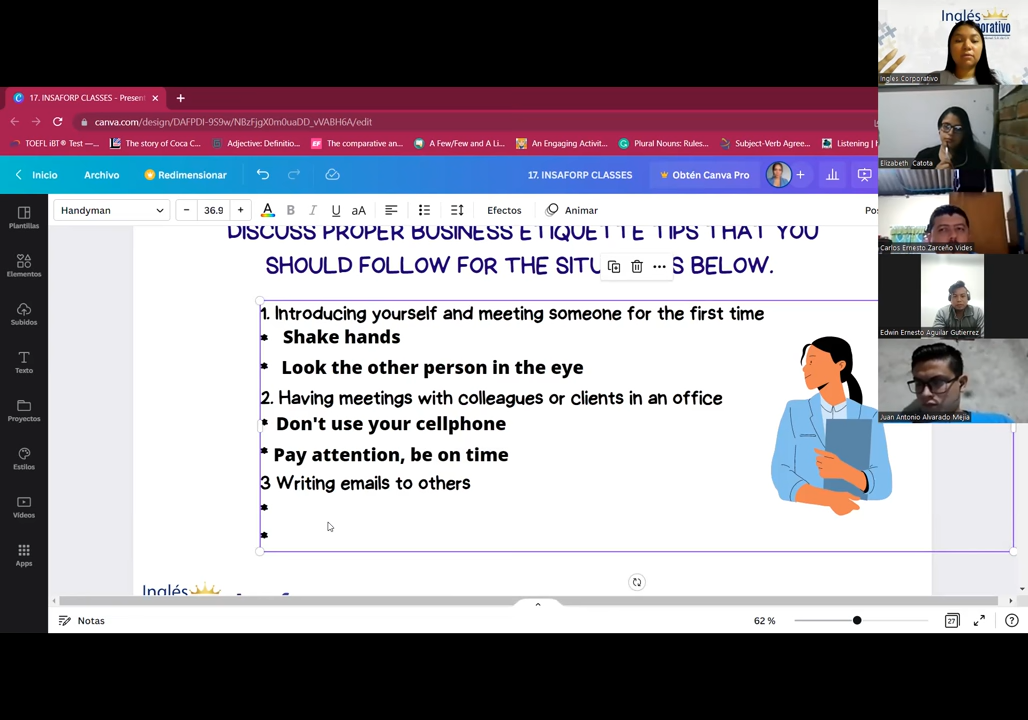 Inglés
orativo
Ingles Corporativo
Elizabeth Catota
Carlos Ernesto Zarceño Vides
Edwin Ernesto Aguilar Gutierrez
Juan Antonio Alvarado Mejia
17. INSAFORP CLASSES - Present
canva.com/design/DAFPDI-9S9w/NBzFjgX0m0uaDD_vVABH6A/edit
TOEFL iBT® Test —...
The story of Coca C...
Adjective: Definitio...
The comparative an...
A Few/Few and A Li...
An Engaging Activit...
Plural Nouns: Rules...
Subject-Verb Agree...
Listening |
Inicio
Archivo
Redimensionar
17. INSAFORP CLASSES
Obtén Canva Pro
Handyman
36.9
B I U aA
Efectos
Animar
Pos
Plantillas
Elementos
Subidos
Texto
Proyectos
Estilos
Videos
Apps
DISCUSS PROPER BUSINESS ETIQUETTE TIPS THAT YOU
SHOULD FOLLOW FOR THE SITU S BELOW.
1. Introducing yourself and meeting someone for the first time
* Shake hands
* Look the other person in the eye
2. Having meetings with colleagues or clients in an office
* Don't use your cellphone
* Pay attention, be on time
3 Writing emails to others
*
*
Inglés
Notas
62 %
27